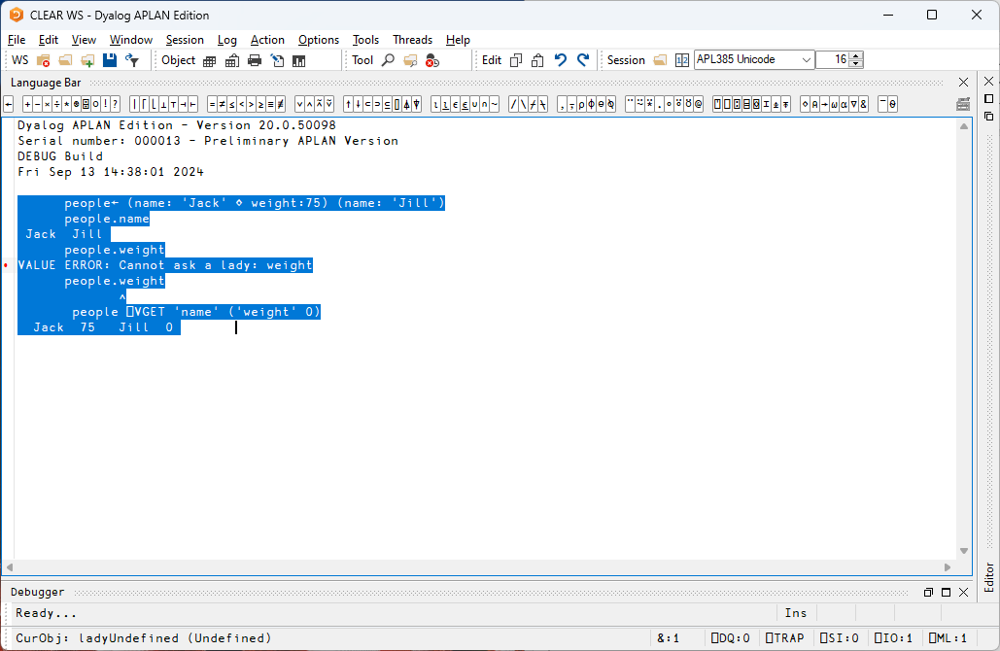 CLEAR WS - Dyalog APLAN Edition
File Edit View Window Session Log Action Options Tools Threads Help
WS Object Tool Edit Session APL385 Unicode 16
Language Bar
Dyalog APLAN Edition - Version 20.0.50098
Serial number: 000013 - Preliminary APLAN Version
DEBUG Build
Fri Sep 13 14:38:01 2024
people← (name: 'Jack' ⋄ weight:75) (name: 'Jill')
people.name
Jack Jill
people.weight
VALUE ERROR: Cannot ask a lady: weight
people.weight
^
people ⎕VGET 'name' ('weight' 0)
Jack 75 Jill 0
Editor
Debugger
Ready...
Ins
CurObj: ladyUndefined (Undefined)
&:1 ⎕DQ:0 ⎕TRAP ⎕SI:0 ⎕IO:1 ⎕ML:1